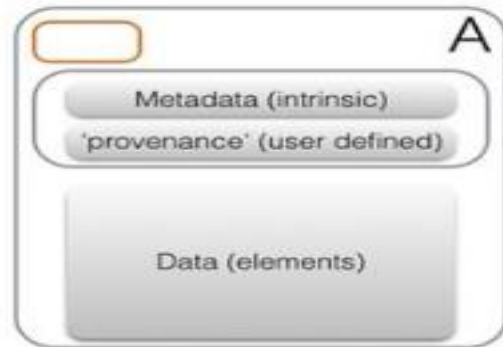 A
Metadata (intrinsic)
'provenance' (user defined)
Data (elements)